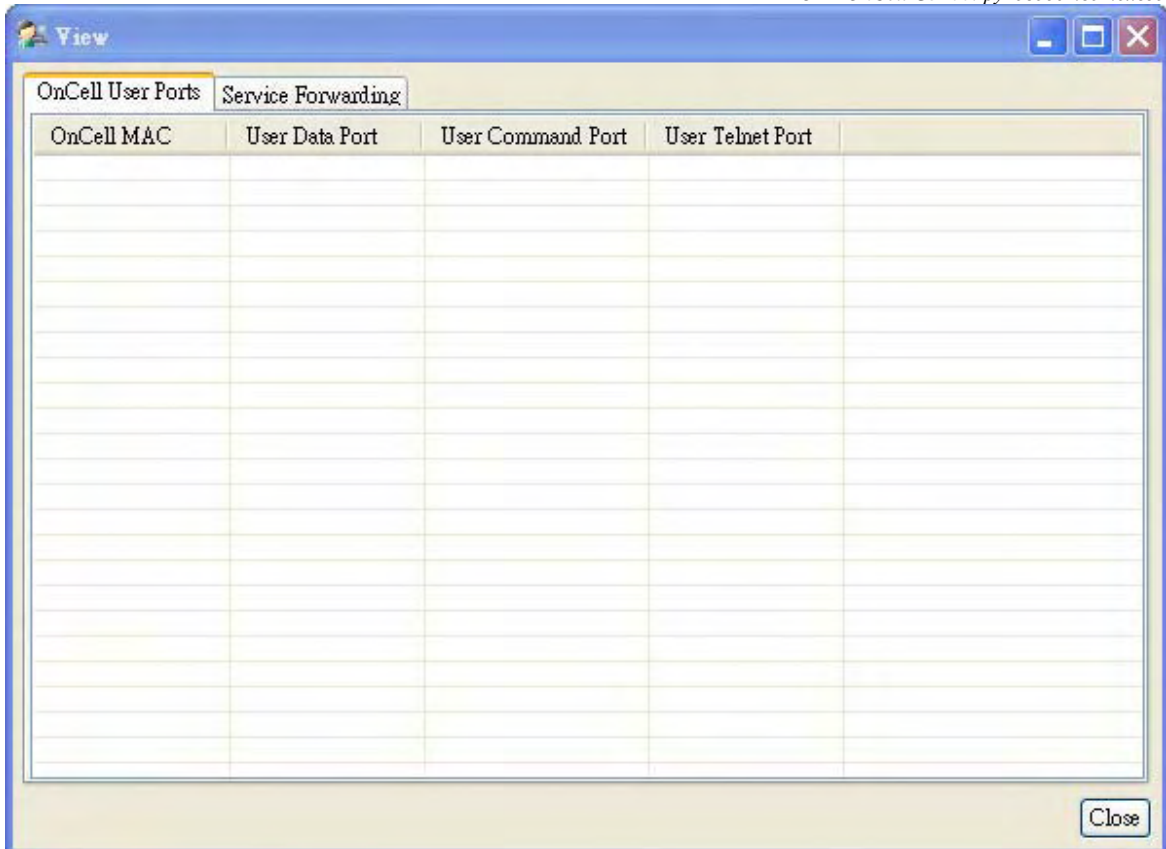 View
OnCell User Ports Service Forwarding
OnCell MAC User Data Port User Command Port User Telnet Port
Close